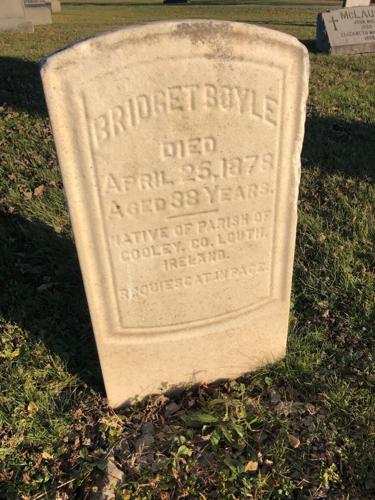 BRIDGET BOYLE
DIED
APRIL 25, 1878
AGED 38 YEARS.
NATIVE OF PARISH OF
COOLEY, CO. LOUTH,
IRELAND.
REQUIESCAT IN PACE.